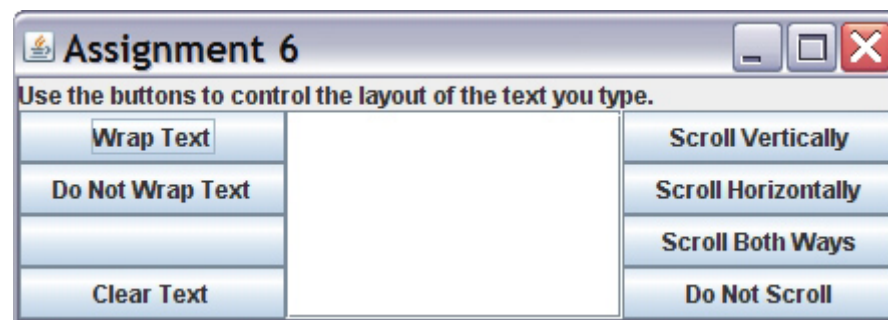 Assignment 6
Use the buttons to control the layout of the text you type.
Wrap Text
Scroll Vertically
Do Not Wrap Text
Scroll Horizontally
Scroll Both Ways
Clear Text
Do Not Scroll